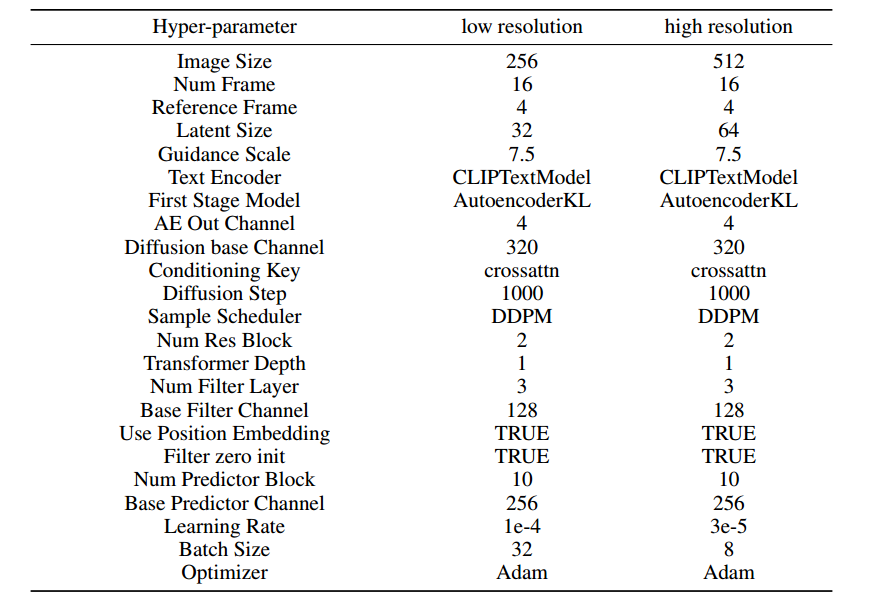 Hyper-parameter low resolution high resolution
Image Size 256 512
Num Frame 16 16
Reference Frame 4 4
Latent Size 32 64
Guidance Scale 7.5 7.5
Text Encoder CLIPTextModel CLIPTextModel
First Stage Model AutoencoderKL AutoencoderKL
AE Out Channel 4 4
Diffusion base Channel 320 320
Conditioning Key crossattn crossattn
Diffusion Step 1000 1000
Sample Scheduler DDPM DDPM
Num Res Block 2 2
Transformer Depth 1 1
Num Filter Layer 3 3
Base Filter Channel 128 128
Use Position Embedding TRUE TRUE
Filter zero init TRUE TRUE
Num Predictor Block 10 10
Base Predictor Channel 256 256
Learning Rate 1e-4 3e-5
Batch Size 32 8
Optimizer Adam Adam